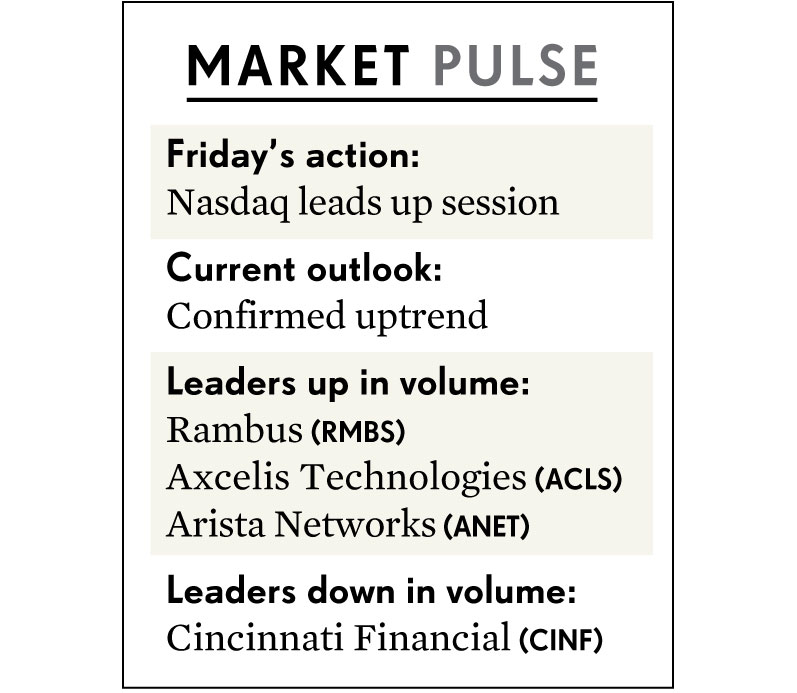 MARKET PULSE
Friday’s action:
Nasdaq leads up session
Current outlook:
Confirmed uptrend
Leaders up in volume:
Rambus (RMBS)
Axcelis Technologies (ACLS)
Arista Networks (ANET)
Leaders down in volume:
Cincinnati Financial (CINF)